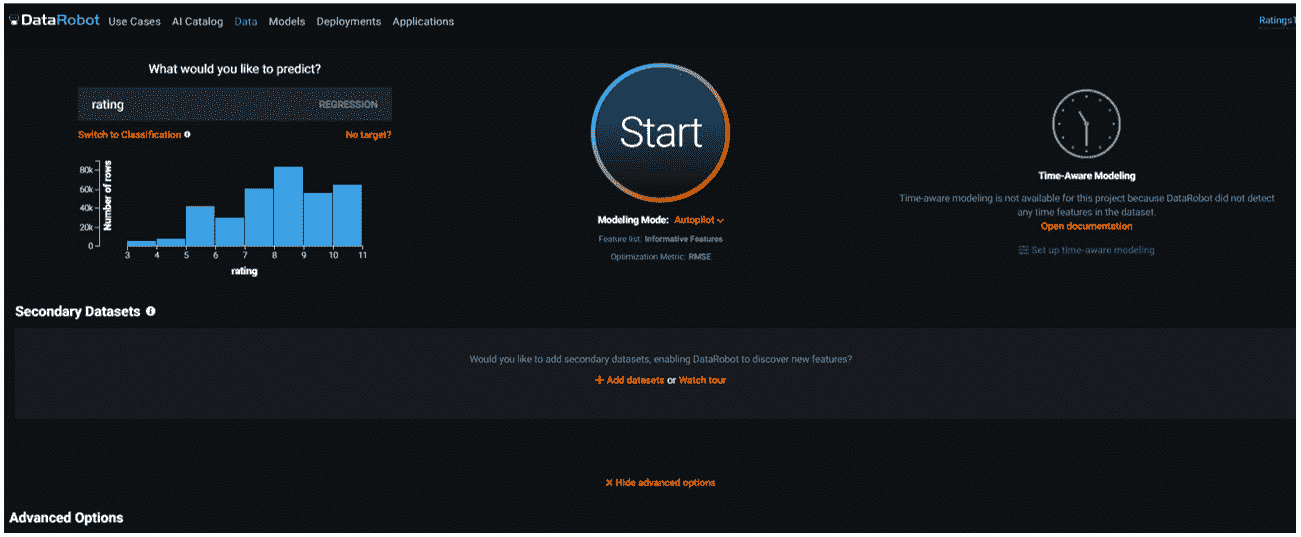 DataRobot Use Cases AI Catalog Data Models Deployments Applications
What would you like to predict?
rating REGRESSION
Switch to Classification No target?
Number of rows
80k
60k
40k
20k
0
3 4 5 6 7 8 9 10 11
rating
Start
Modeling Mode: Autopilot
Feature list: Informative Features
Optimization Metric: RMSE
Time-Aware Modeling
Time-aware modeling is not available for this project because DataRobot did not detect
any time features in the dataset.
Open documentation
Set up time-aware modeling
Secondary Datasets
Would you like to add secondary datasets, enabling DataRobot to discover new features?
+ Add datasets or Watch tour
Hide advanced options
Advanced Options